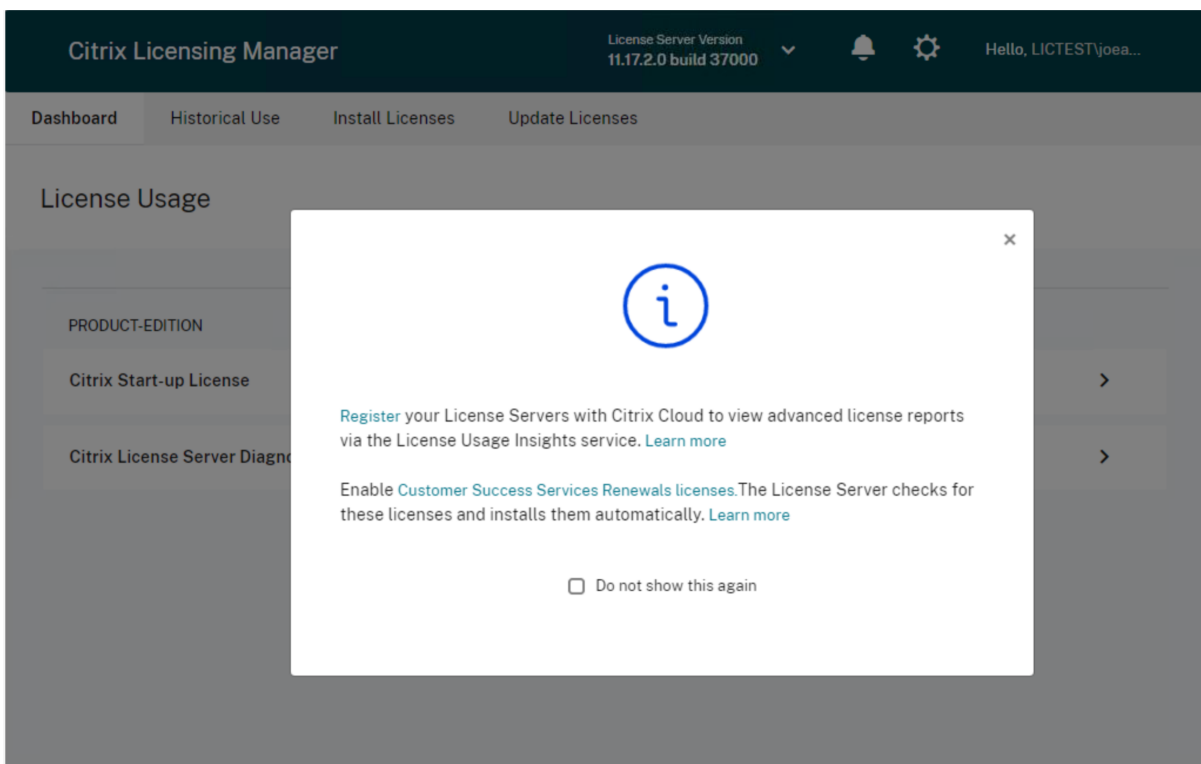 Citrix Licensing Manager
License Server Version
11.17.2.0 build 37000
Hello, LICTEST\joea...
Dashboard Historical Use Install Licenses Update Licenses
License Usage
PRODUCT-EDITION
Citrix Start-up License
Citrix License Server
Register your License Servers with Citrix Cloud to view advanced license reports
via the License Usage Insights service. Learn more
Enable Customer Success Services Renewals licenses.The License Server checks for
these licenses and installs them automatically. Learn more
Do not show this again